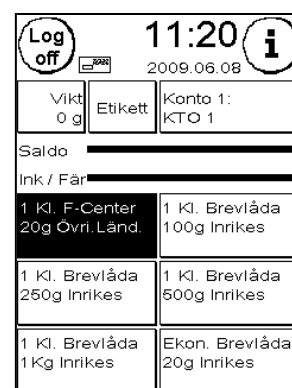 Log off
11:20
i
2009.06.08
Vikt
0 g
Etikett
Konto 1:
KTO 1
Saldo
Ink / Fär
1 Kl. F-Center
20g Övri.Länd.
1 Kl. Brevlåda
100g Inrikes
1 Kl. Brevlåda
250g Inrikes
1 Kl. Brevlåda
500g Inrikes
1 Kl. Brevlåda
1Kg Inrikes
Ekon. Brevlåda
20g Inrikes